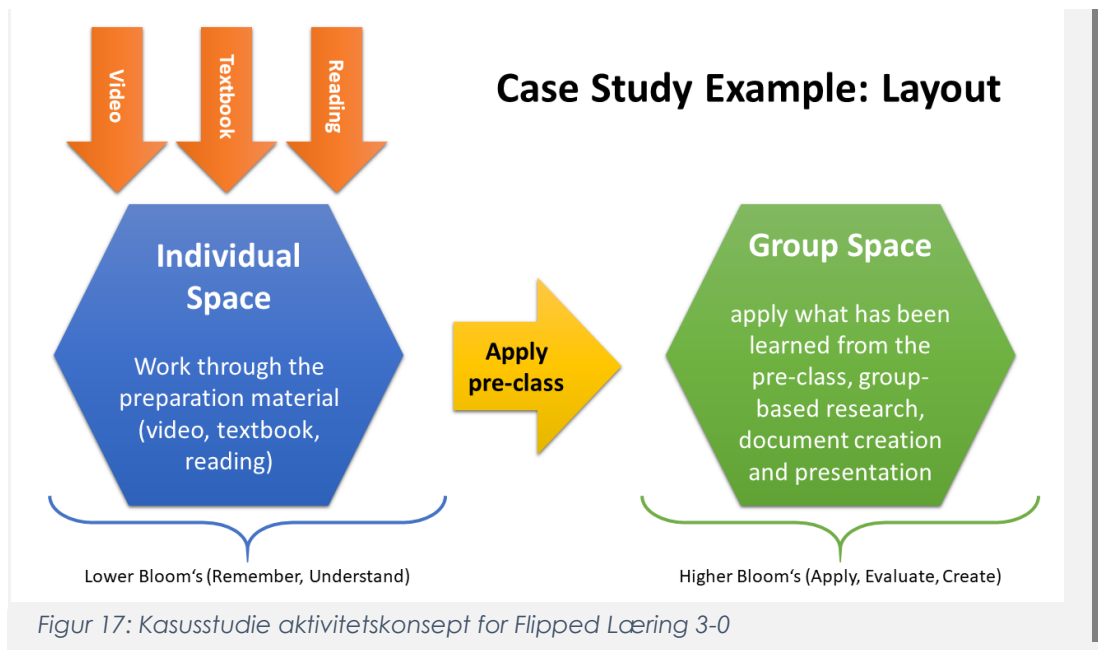 Video
Textbook
Reading
Case Study Example: Layout
Individual
Space
Work through the
preparation material
(video, textbook,
reading)
Apply
pre-class
Group Space
apply what has been
learned from the
pre-class, group-
based research,
document creation
and presentation
Lower Bloom‘s (Remember, Understand)
Higher Bloom‘s (Apply, Evaluate, Create)
Figur 17: Kasusstudie aktivitetskonsept for Flipped Læring 3-0